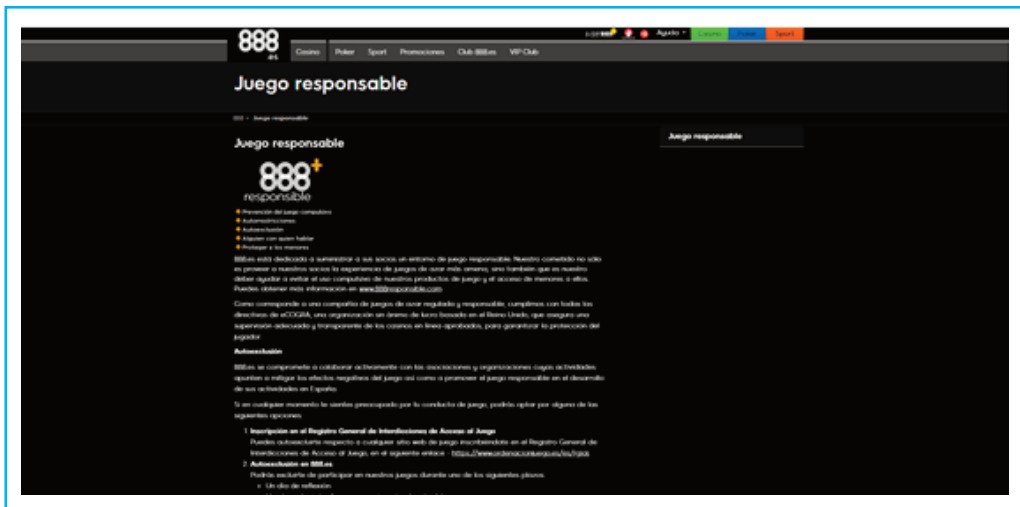 888
.es
Casino Poker Sport Promociones Club 888.es VIP Club
Ayuda
Casino Poker Sport
Juego responsable
888 Juego responsable
Juego responsable
Juego responsable
888+
responsible
Prevención del juego compulsivo
Autorrestricciones
Autoexclusión
Alguien con quien hablar
Proteger a los menores
888.es está dedicada a suministrar a sus socios un entorno de juego responsable. Nuestro cometido no sólo
es proveer a nuestros socios la experiencia de juegos de azar más amena, sino también que es nuestro
deber ayudar a evitar el uso compulsivo de nuestros productos de juego y el acceso de menores a ellos.
Puedes obtener más información en www.888responsible.com
Como corresponde a una compañía de juegos de azar regulada y responsable, cumplimos con todas las
directivas de eCOGRA, una organización sin ánimo de lucro basada en el Reino Unido, que asegura una
supervisión adecuada y transparente de los casinos en línea aprobados, para garantizar la protección del
jugador
Autoexclusión
888.es se compromete a colaborar activamente con las asociaciones y organizaciones cuyas actividades
apunten a mitigar los efectos negativos del juego así como a promover el juego responsable en el desarrollo
de sus actividades en España
Si en cualquier momento te sientes preocupado por tu conducta de juego, podrás optar por alguna de las
siguientes opciones:
1. Inscripción en el Registro General de Interdicciones de Acceso al Juego
Puedes autoexcluirte respecto a cualquier sitio web de juego inscribiéndote en el Registro General de
Interdicciones de Acceso al Juego, en el siguiente enlace :
2. Autoexclusión en 888.es
Podrás excluirte de participar en nuestros juegos durante uno de los siguientes plazos:
Un día de reflexión